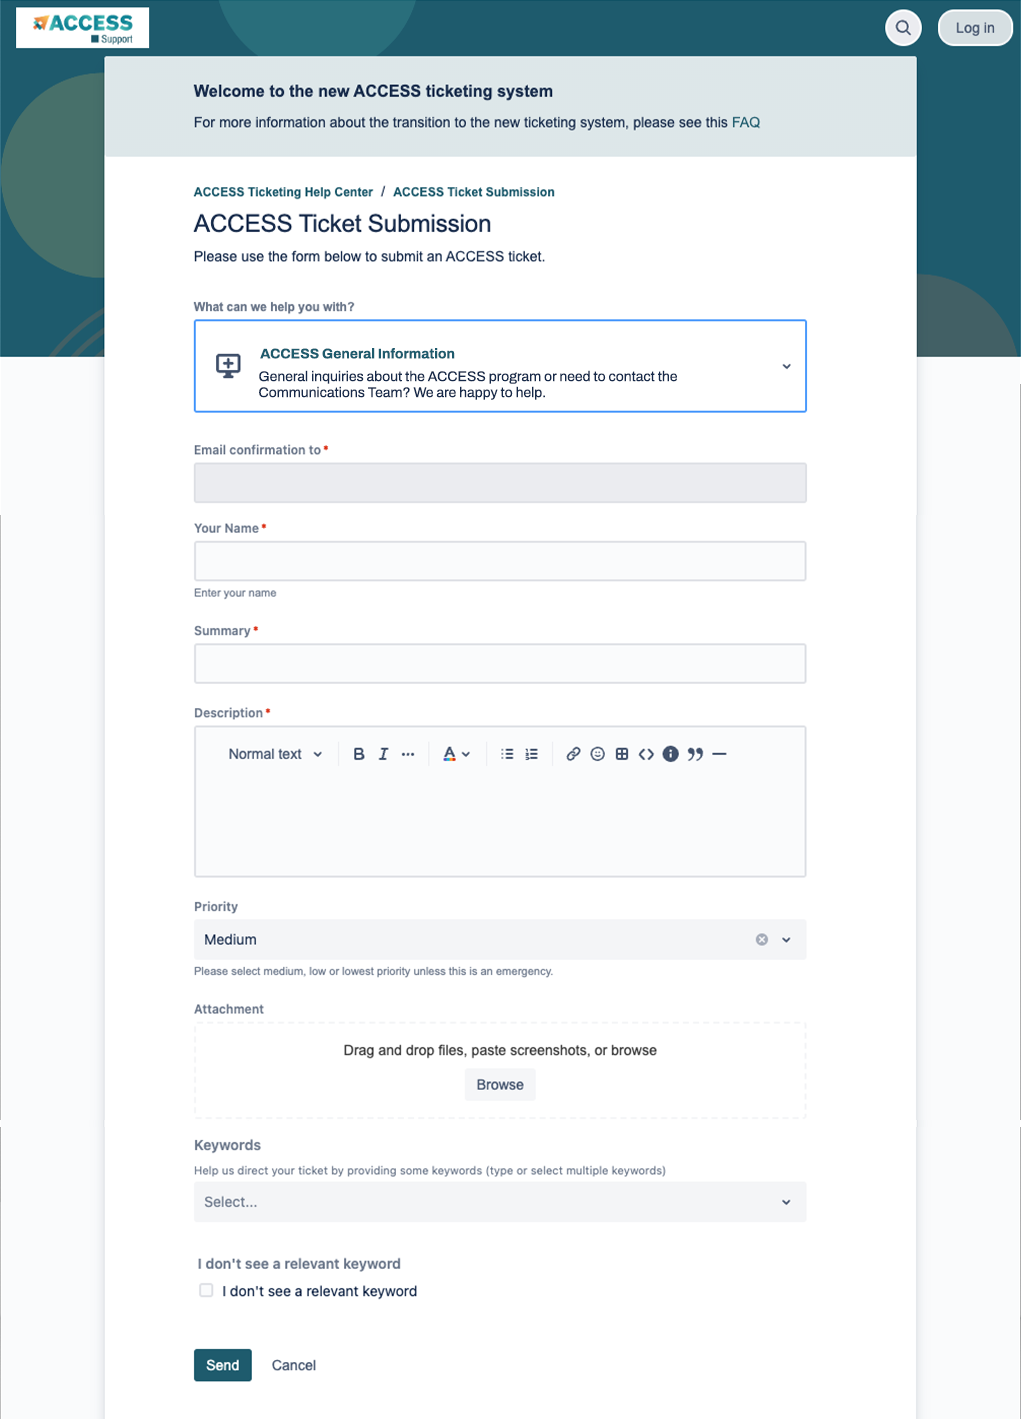 ACCESS
Support
Log in
Welcome to the new ACCESS ticketing system
For more information about the transition to the new ticketing system, please see this FAQ
ACCESS Ticketing Help Center / ACCESS Ticket Submission
ACCESS Ticket Submission
Please use the form below to submit an ACCESS ticket.
What can we help you with?
ACCESS General Information
General inquiries about the ACCESS program or need to contact the
Communications Team? We are happy to help.
Email confirmation to *
Your Name *
Enter your name
Summary *
Description *
Normal text B I ... A
Priority
Medium
Please select medium, low or lowest priority unless this is an emergency.
Attachment
Drag and drop files, paste screenshots, or browse
Browse
Keywords
Help us direct your ticket by providing some keywords (type or select multiple keywords)
Select...
I don't see a relevant keyword
I don't see a relevant keyword
Send Cancel